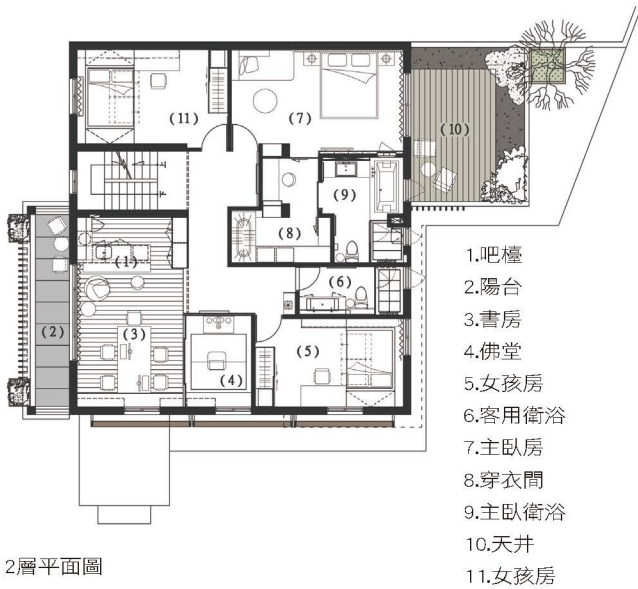 (11)
(7)
(10)
(9)
(8)
(1)
(6)
(2)
(3)
(5)
(4)
1.吧檯
2.陽台
3.書房
4.佛堂
5.女孩房
6.客用衛浴
7.主臥房
8.穿衣間
9.主臥衛浴
10.天井
11.女孩房
2層平面圖